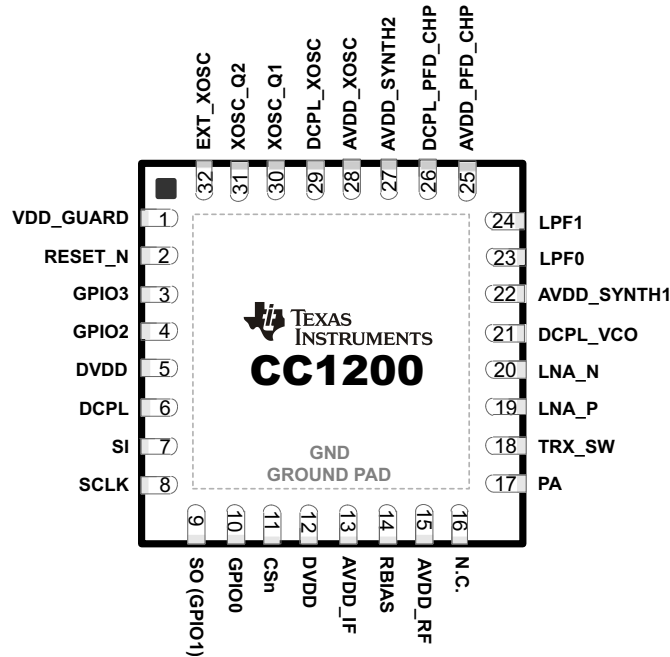 EXT_XOSC
XOSC_Q2
XOSC_Q1
DCPL_XOSC
AVDD_XOSC
AVDD_SYNTH2
DCPL_PFD_CHP
AVDD_PFD_CHP
32
31
30
29
28
27
26
25
VDD_GUARD 1
RESET_N 2
GPIO3 3
GPIO2 4
DVDD 5
DCPL 6
SI 7
SCLK 8
24 LPF1
23 LPF0
22 AVDD_SYNTH1
21 DCPL_VCO
20 LNA_N
19 LNA_P
18 TRX_SW
17 PA
TEXAS
INSTRUMENTS
CC1200
GND
GROUND PAD
9
10
11
12
13
14
15
16
SO (GPIO1)
GPIO0
CSn
DVDD
AVDD_IF
RBIAS
AVDD_RF
N.C.